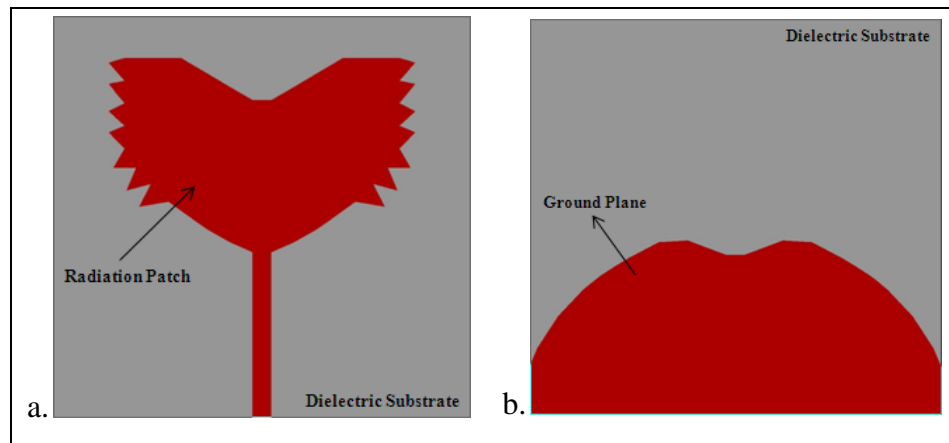 Radiation Patch
Dielectric Substrate
a.
Dielectric Substrate
Ground Plane
b.